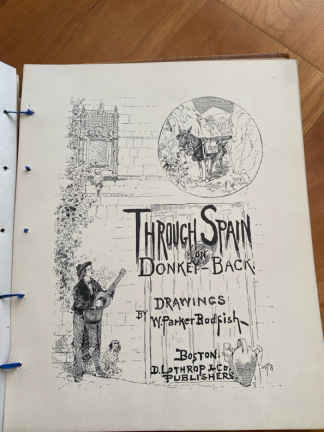 THROUGH SPAIN
ON
DONKEY-BACK
DRAWINGS
BY W. Parker Bodfish
BOSTON.
D. LOTHROP & CO.
PUBLISHERS.